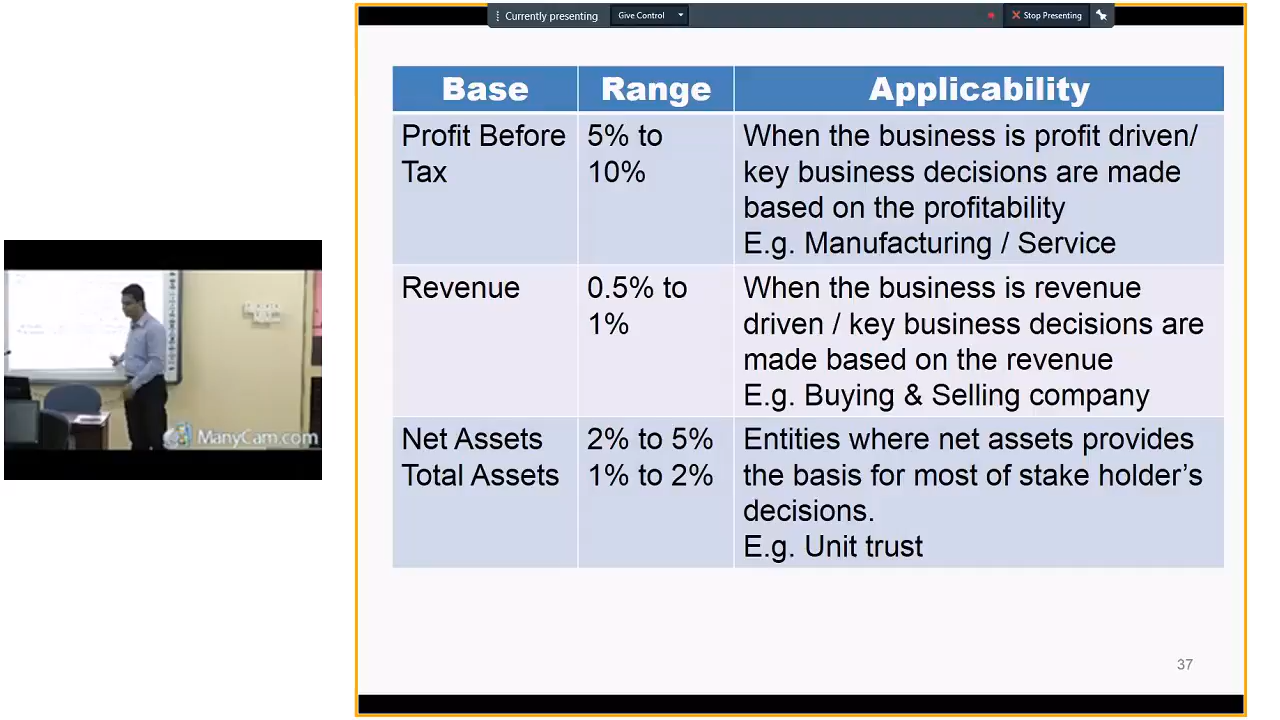 Currently presenting
Give Control
Stop Presenting
Base Range Applicability
Profit Before
Tax
5% to
10%
When the business is profit driven/
key business decisions are made
based on the profitability
E.g. Manufacturing / Service
Revenue
0.5% to
1%
When the business is revenue
driven / key business decisions are
made based on the revenue
E.g. Buying & Selling company
Net Assets
Total Assets
2% to 5%
1% to 2%
Entities where net assets provides
the basis for most of stake holder's
decisions.
E.g. Unit trust
37
ManyCam.com